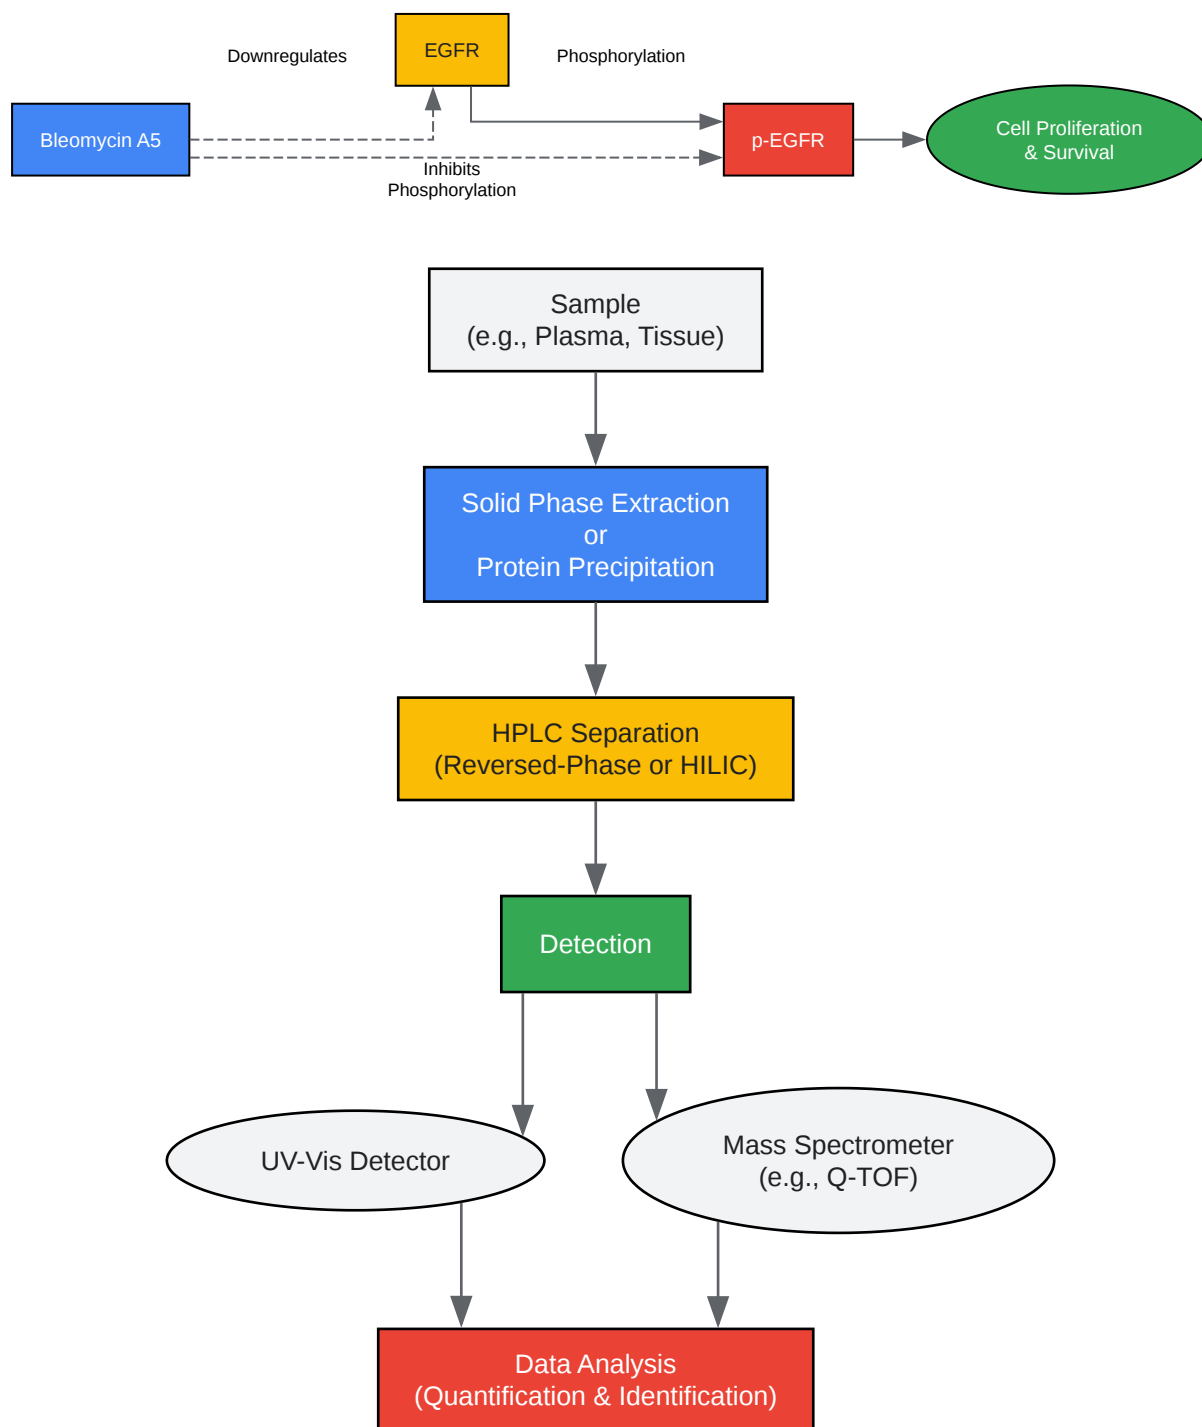 Downregulates
EGFR
Phosphorylation
Bleomycin A5
p-EGFR
Cell Proliferation
& Survival
Inhibits
Phosphorylation
Sample
(e.g., Plasma, Tissue)
Solid Phase Extraction
or
Protein Precipitation
HPLC Separation
(Reversed-Phase or HILIC)
Detection
UV-Vis Detector
Mass Spectrometer
(e.g., Q-TOF)
Data Analysis
(Quantification & Identification)